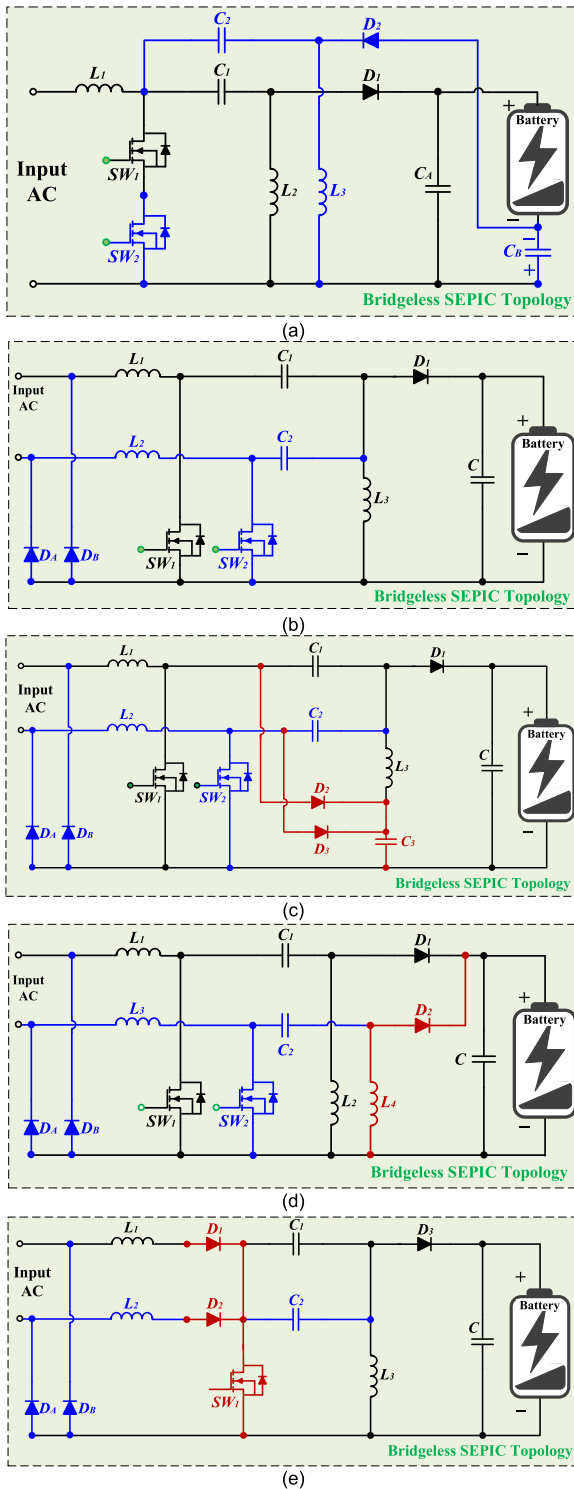 C2 D2
L1 C1 D1
+
Battery
Input
AC
SW1
L2 L3 CA
SW2
−
−
CB
+
Bridgeless SEPIC Topology
(a)
L1 C1 D1
Input
AC
+
Battery
L2 C2
C
L3
DA DB SW1 SW2
−
Bridgeless SEPIC Topology
(b)
L1 C1 D1
Input
AC
+
L2 C2
Battery
L3 C
SW1 SW2
D2
DA DB
D3 C3
−
Bridgeless SEPIC Topology
(c)
L1 C1 D1
Input
AC
+
Battery
L3 D2
C2
C
L2 L4
DA DB SW1 SW2
−
Bridgeless SEPIC Topology
(d)
L1 D1 C1 D3
Input
AC
+
Battery
L2 D2 C2
C
L3
DA DB SW1
−
Bridgeless SEPIC Topology
(e)